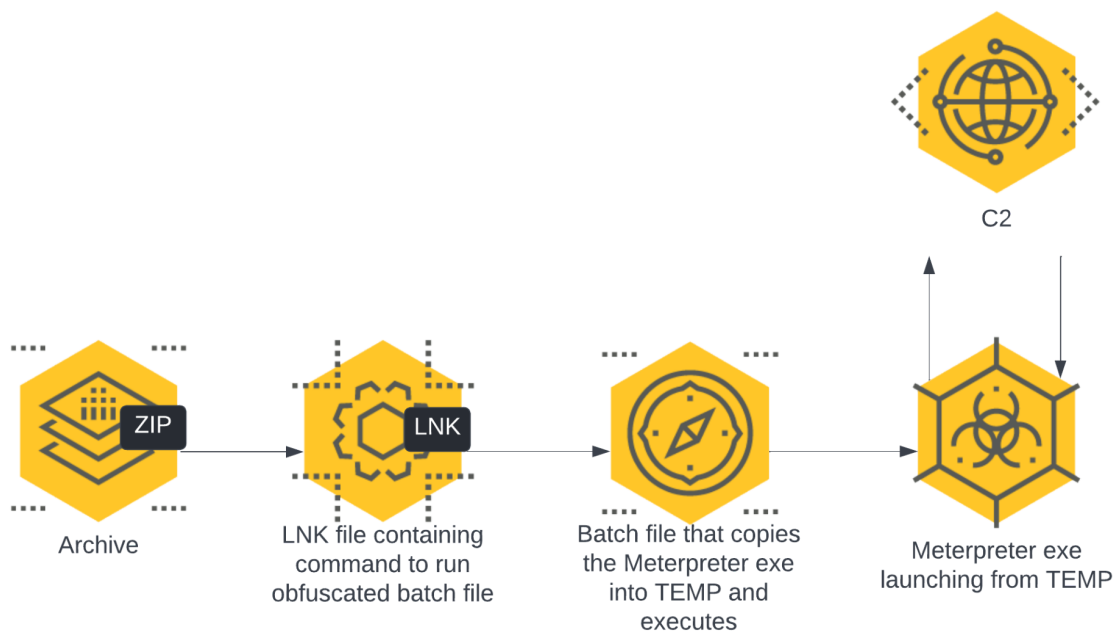 C2
ZIP
LNK
Archive
LNK file containing
command to run
obfuscated batch file
Batch file that copies
the Meterpreter exe
into TEMP and
executes
Meterpreter exe
launching from TEMP